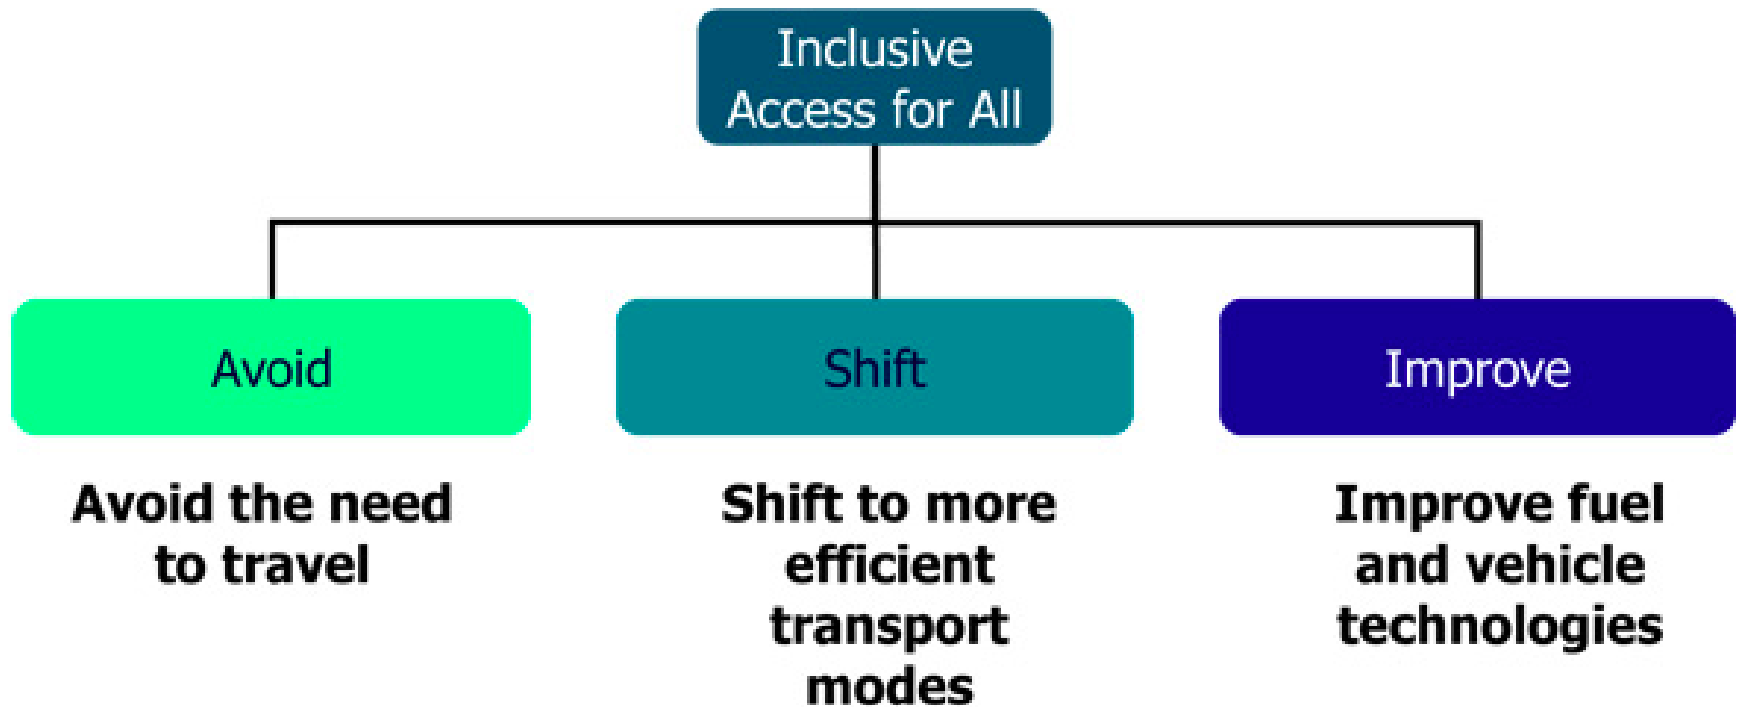 Inclusive
Access for All
Avoid
Shift
Improve
Avoid the need
to travel
Shift to more
efficient
transport
modes
Improve fuel
and vehicle
technologies